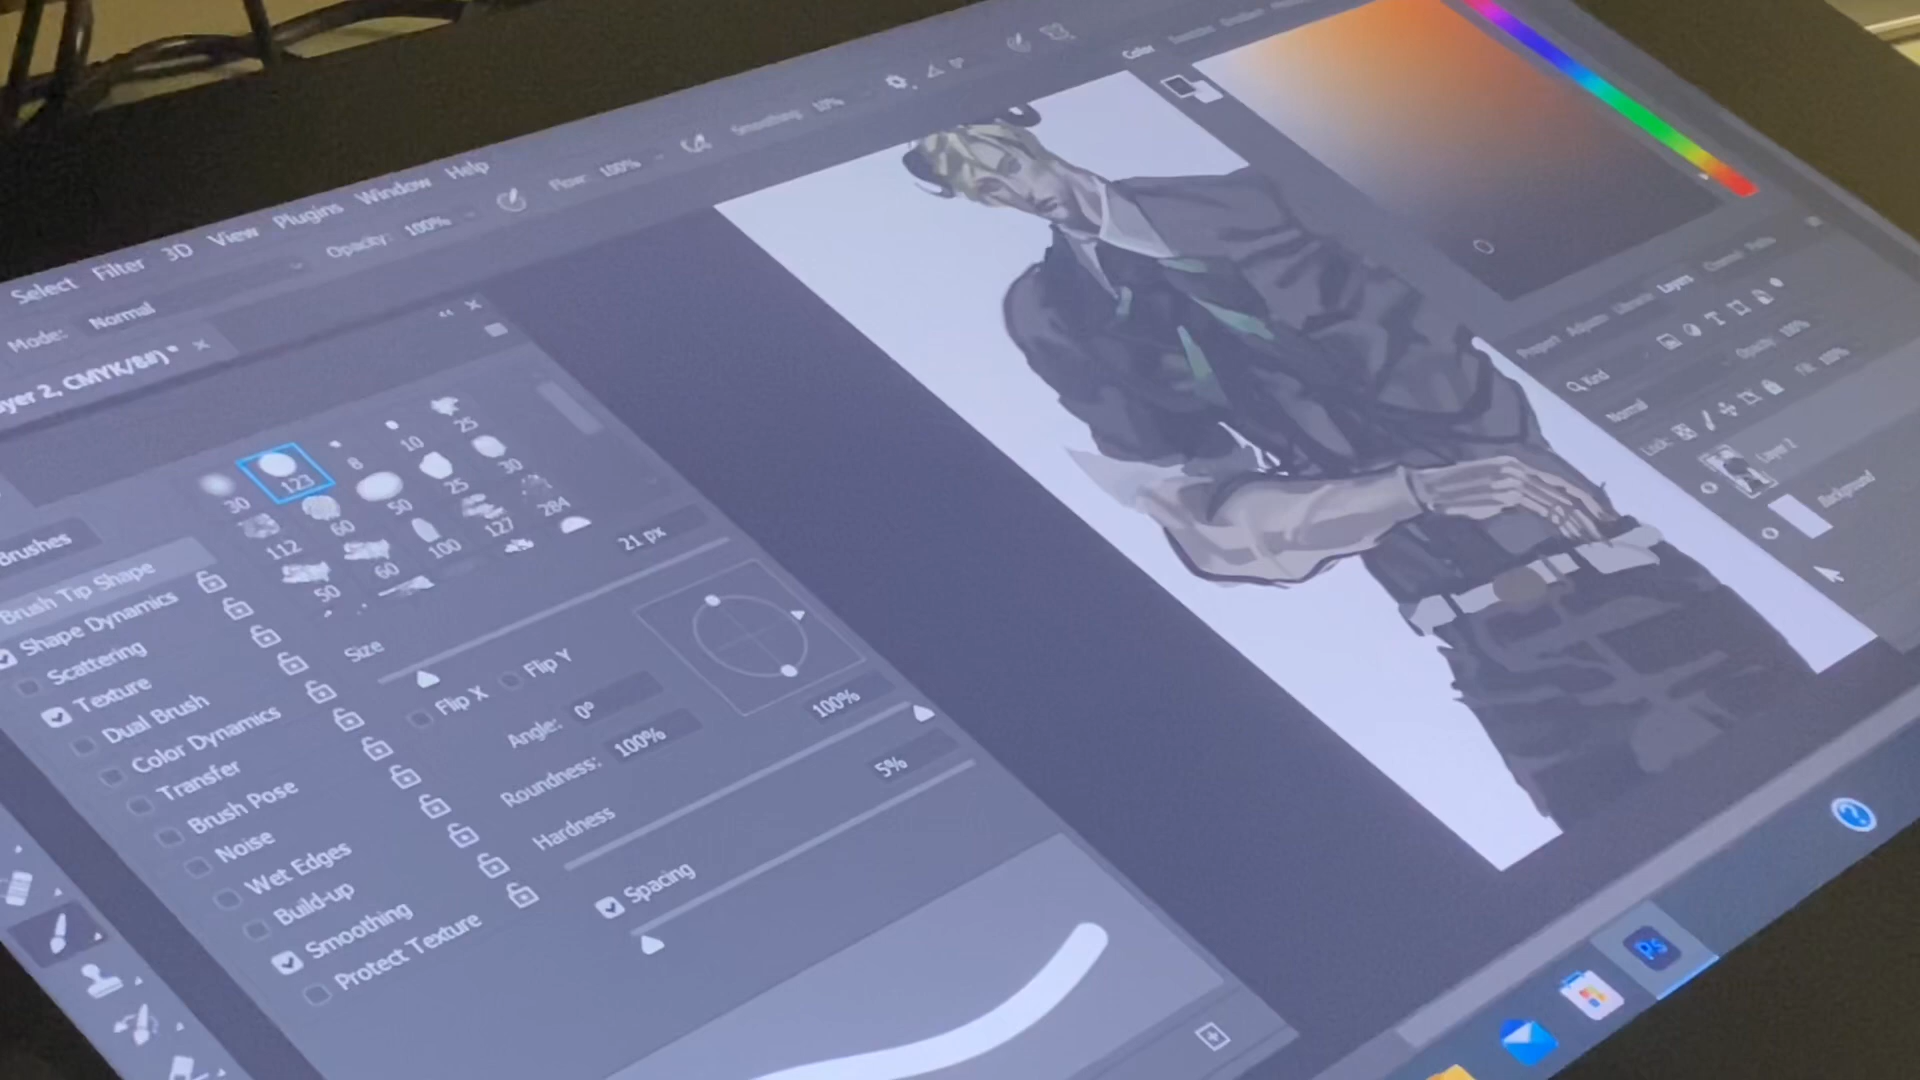 Select Filter 3D View Plugins Window Help
Mode: Normal Opacity: 100% Flow: 100% Smoothing: 10% 0°
yer 2, CMYK/8#) * ×
Brushes
30 123 8 10 25
112 60 50 25 30
50 60 100 127 284
Brush Tip Shape
Shape Dynamics
Scattering
Texture
Dual Brush
Color Dynamics
Transfer
Brush Pose
Noise
Wet Edges
Build-up
Smoothing
Protect Texture
Size 21 px
Flip X Flip Y
Angle: 0°
Roundness: 100%
Hardness 100%
Spacing 5%
Color
Layers
Kind
Normal Opacity: 100%
Lock: Fill: 100%
Layer 2
Background
Ps
?